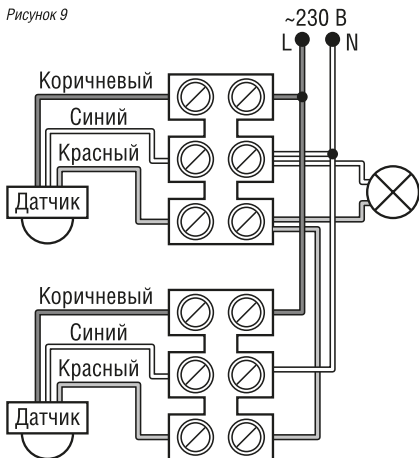 Рисунок 9
~230 В
L N
Коричневый
Синий
Красный
Датчик
Коричневый
Синий
Красный
Датчик